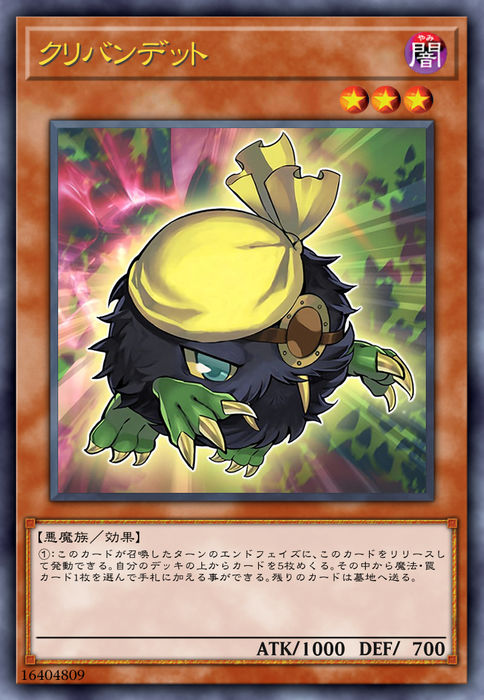 クリバンデット
やみ
闇
【悪魔族／効果】
①：このカードが召喚したターンのエンドフェイズに、このカードをリリースし
て発動できる。自分のデッキの上からカードを5枚めくる。その中から魔法・罠
カード1枚を選んで手札に加える事ができる。残りのカードは墓地へ送る。
ATK/1000 DEF/ 700
16404809